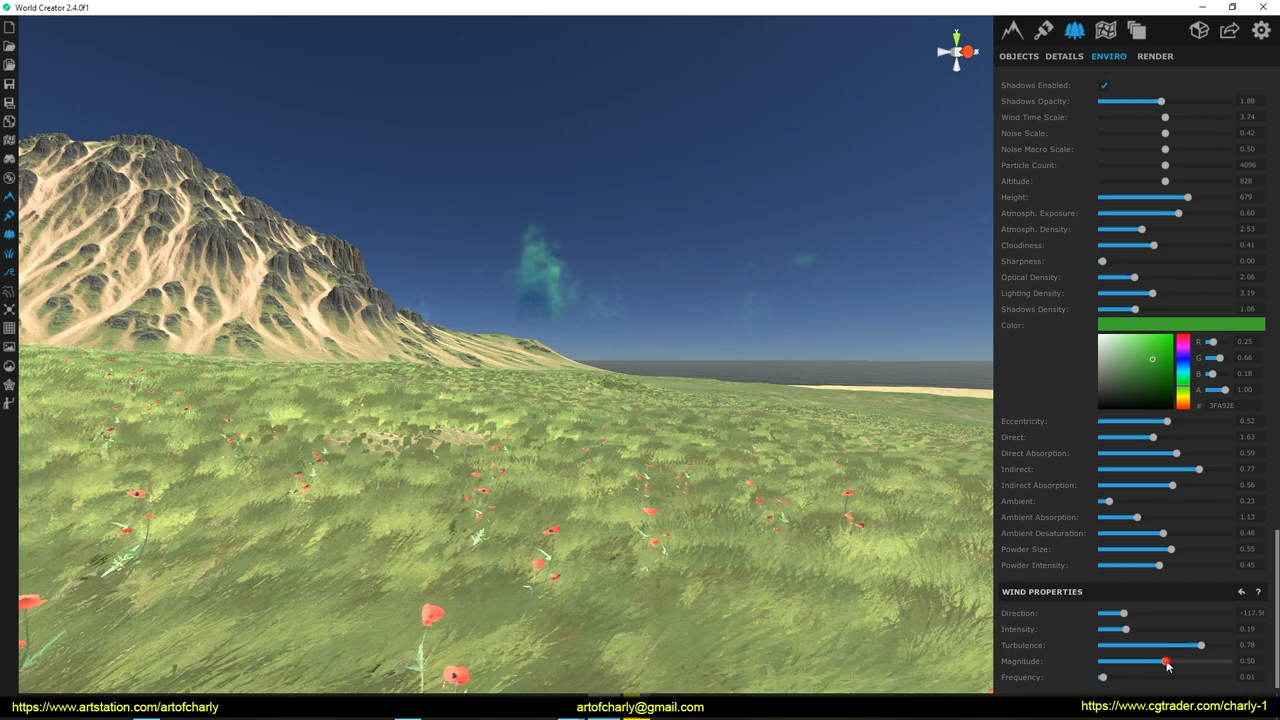 World Creator 2.4.0f1
OBJECTS DETAILS ENVIRO RENDER
Shadows Enabled:
Shadows Opacity: 1.88
Wind Time Scale: 3.74
Noise Scale: 0.42
Noise Macro Scale: 0.50
Particle Count: 4096
Altitude: 828
Height: 679
Atmosph. Exposure: 0.60
Atmosph. Density: 2.53
Cloudiness: 0.41
Sharpness: 0.00
Optical Density: 2.06
Lighting Density: 3.19
Shadows Density: 1.06
Color:
R 0.25
G 0.66
B 0.18
A 1.00
# 3FA92E
Eccentricity: 0.52
Direct: 1.63
Direct Absorption: 0.59
Indirect: 0.77
Indirect Absorption: 0.56
Ambient: 0.23
Ambient Absorption: 1.13
Ambient Desaturation: 0.48
Powder Size: 0.55
Powder Intensity: 0.45
WIND PROPERTIES ?
Direction: -117.5
Intensity: 0.19
Turbulence: 0.78
Magnitude: 0.50
Frequency: 0.01
https://www.artstation.com/artofcharly artofcharly@gmail.com https://www.cgtrader.com/charly-1